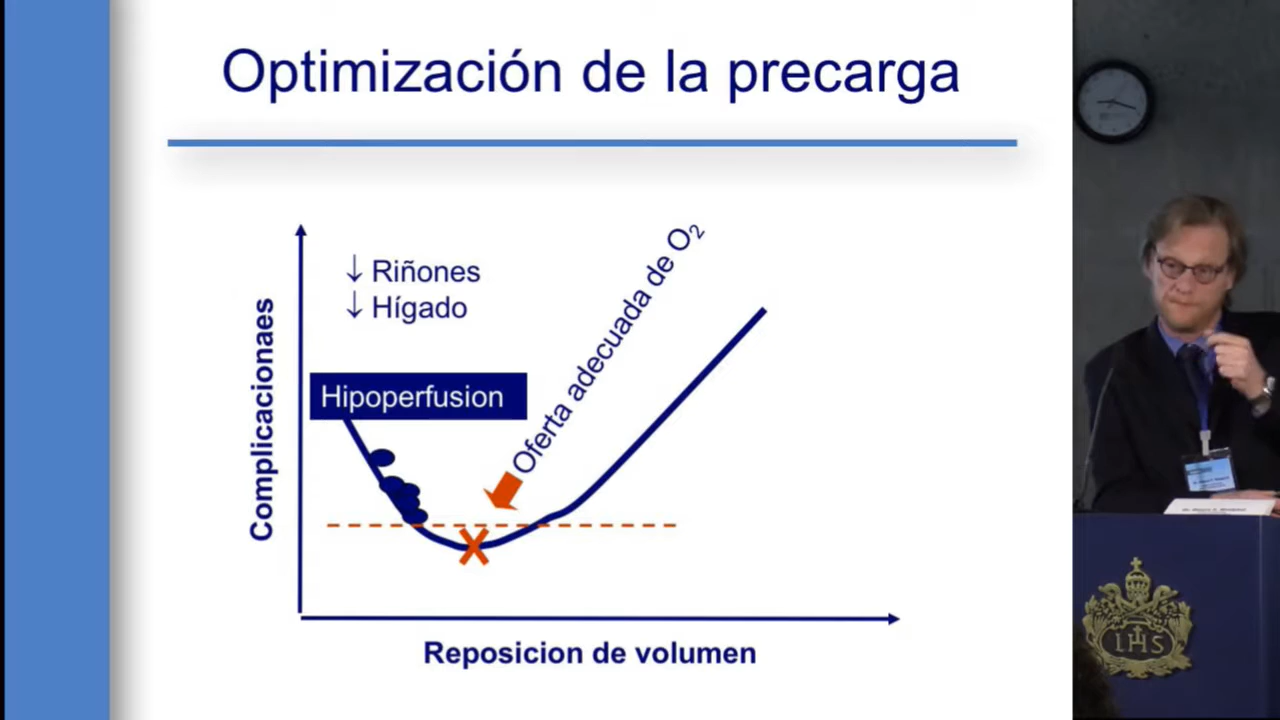 Optimización de la precarga
↓ Riñones
↓ Hígado
Oferta adecuada de O₂
Hipoperfusion
Complicacionaes
Reposicion de volumen
IHS